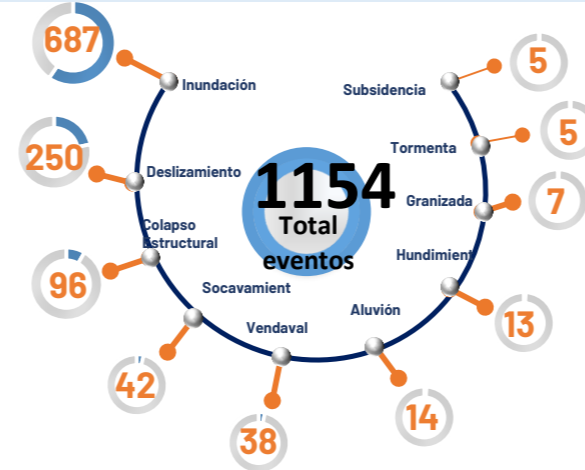 687
Inundación
250
Deslizamiento
96
Colapso
Estructural
42
Socavamient
38
Vendaval
14
Aluvión
13
Hundimient
7
Granizada
5
Tormenta
5
Subsidencia
1154
Total
eventos